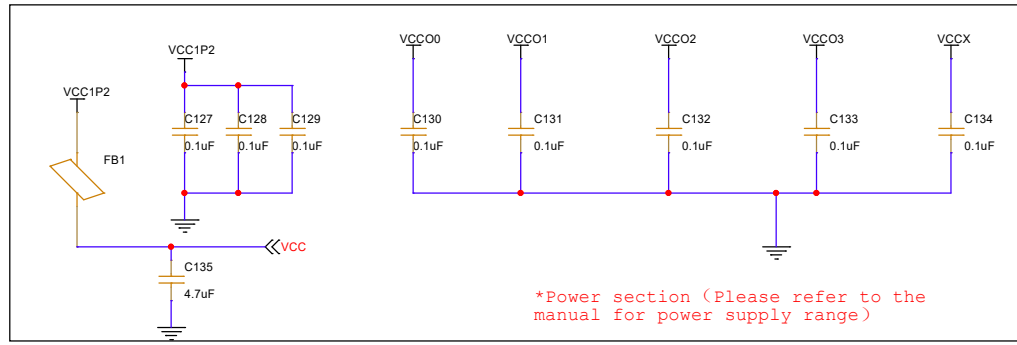 VCC1P2
VCC1P2
VCCO0
VCCO1
VCCO2
VCCO3
VCCX
C127
0.1uF
C128
0.1uF
C129
0.1uF
C130
0.1uF
C131
0.1uF
C132
0.1uF
C133
0.1uF
C134
0.1uF
FB1
VCC
C135
4.7uF
*Power section（Please refer to the
manual for power supply range）